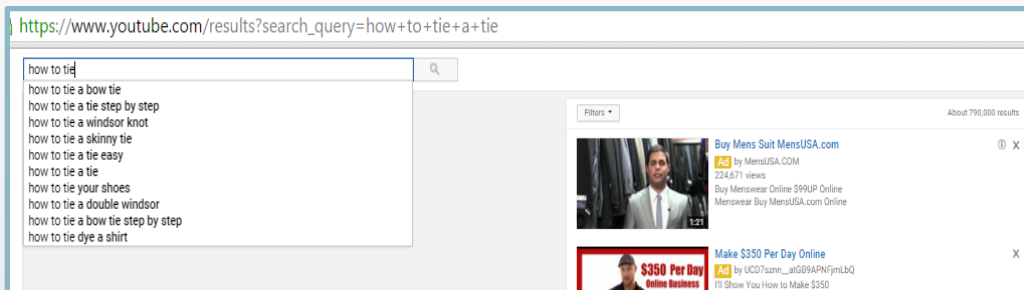 https://www.youtube.com/results?search_query=how+to+tie+a+tie
how to tie
how to tie a bow tie
how to tie a tie step by step
how to tie a windsor knot
how to tie a skinny tie
how to tie a tie easy
how to tie a tie
how to tie your shoes
how to tie a double windsor
how to tie a bow tie step by step
how to tie dye a shirt
Filters
About 790,000 results
Buy Mens Suit MensUSA.com
X
Ad by MensUSA.COM
224,671 views
Buy Menswear Online $99UP Online
Menswear Buy MensUSA.com Online
1:21
Make $350 Per Day Online
X
Ad by UCD7sznn__atGB9APNFjmLbQ
I'll Show You How to Make $350
$350 Per Day
Online Business